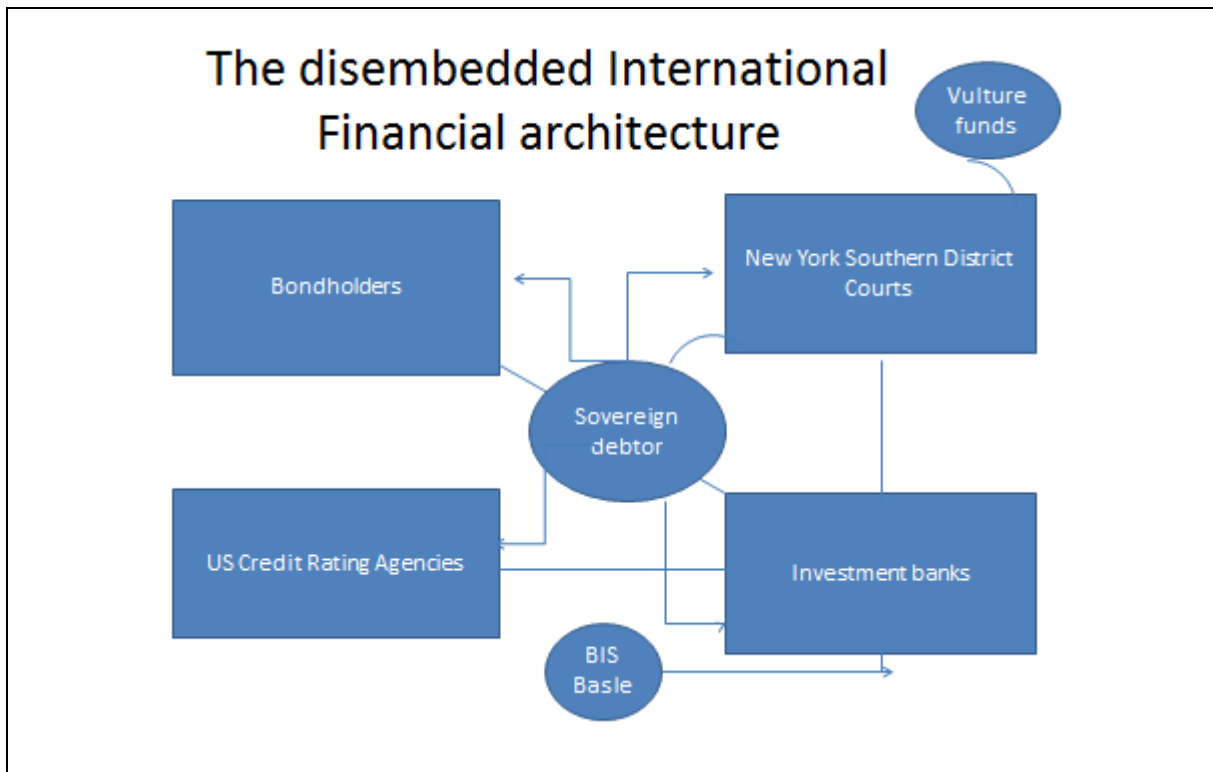 The disembedded International
Financial architecture
Vulture
funds
Bondholders
New York Southern District
Courts
Sovereign
debtor
US Credit Rating Agencies
Investment banks
BIS
Basle